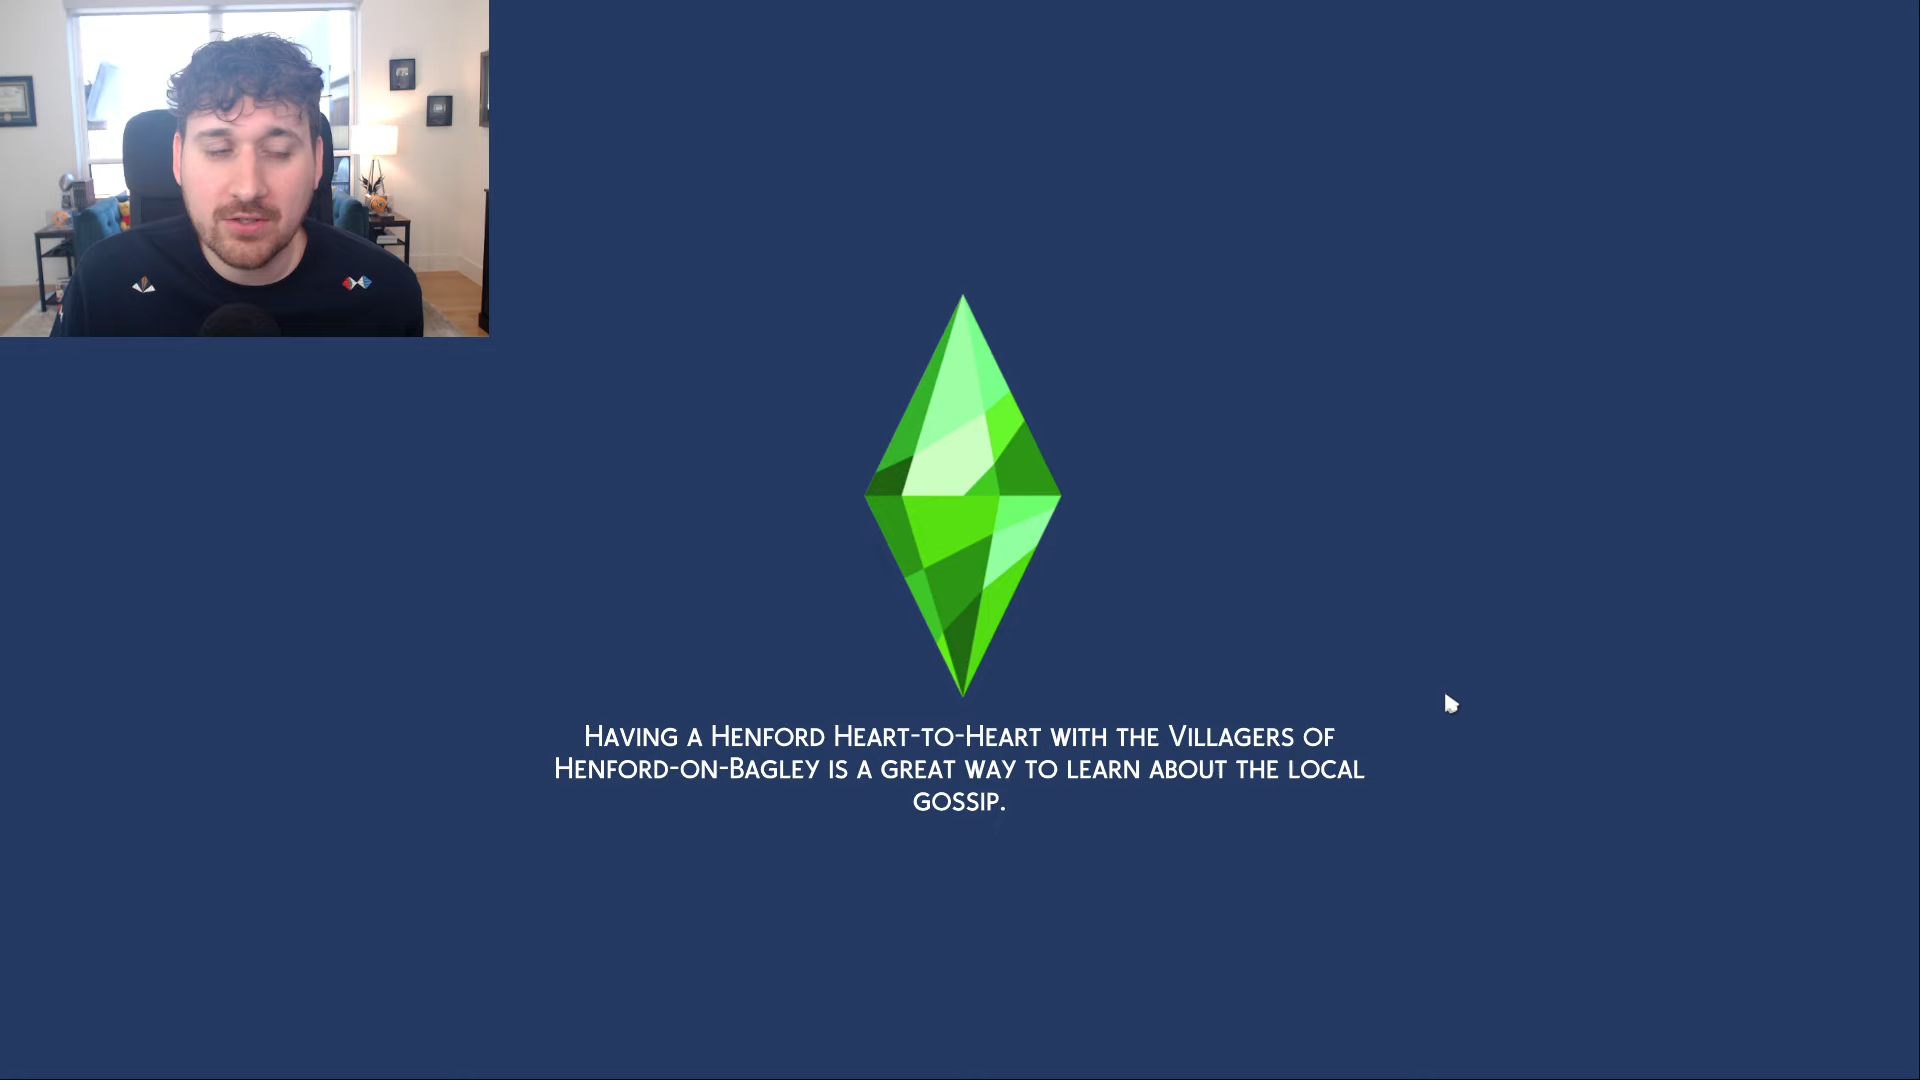 Having a Henford Heart-to-Heart with the Villagers of
Henford-on-Bagley is a great way to learn about the local
gossip.